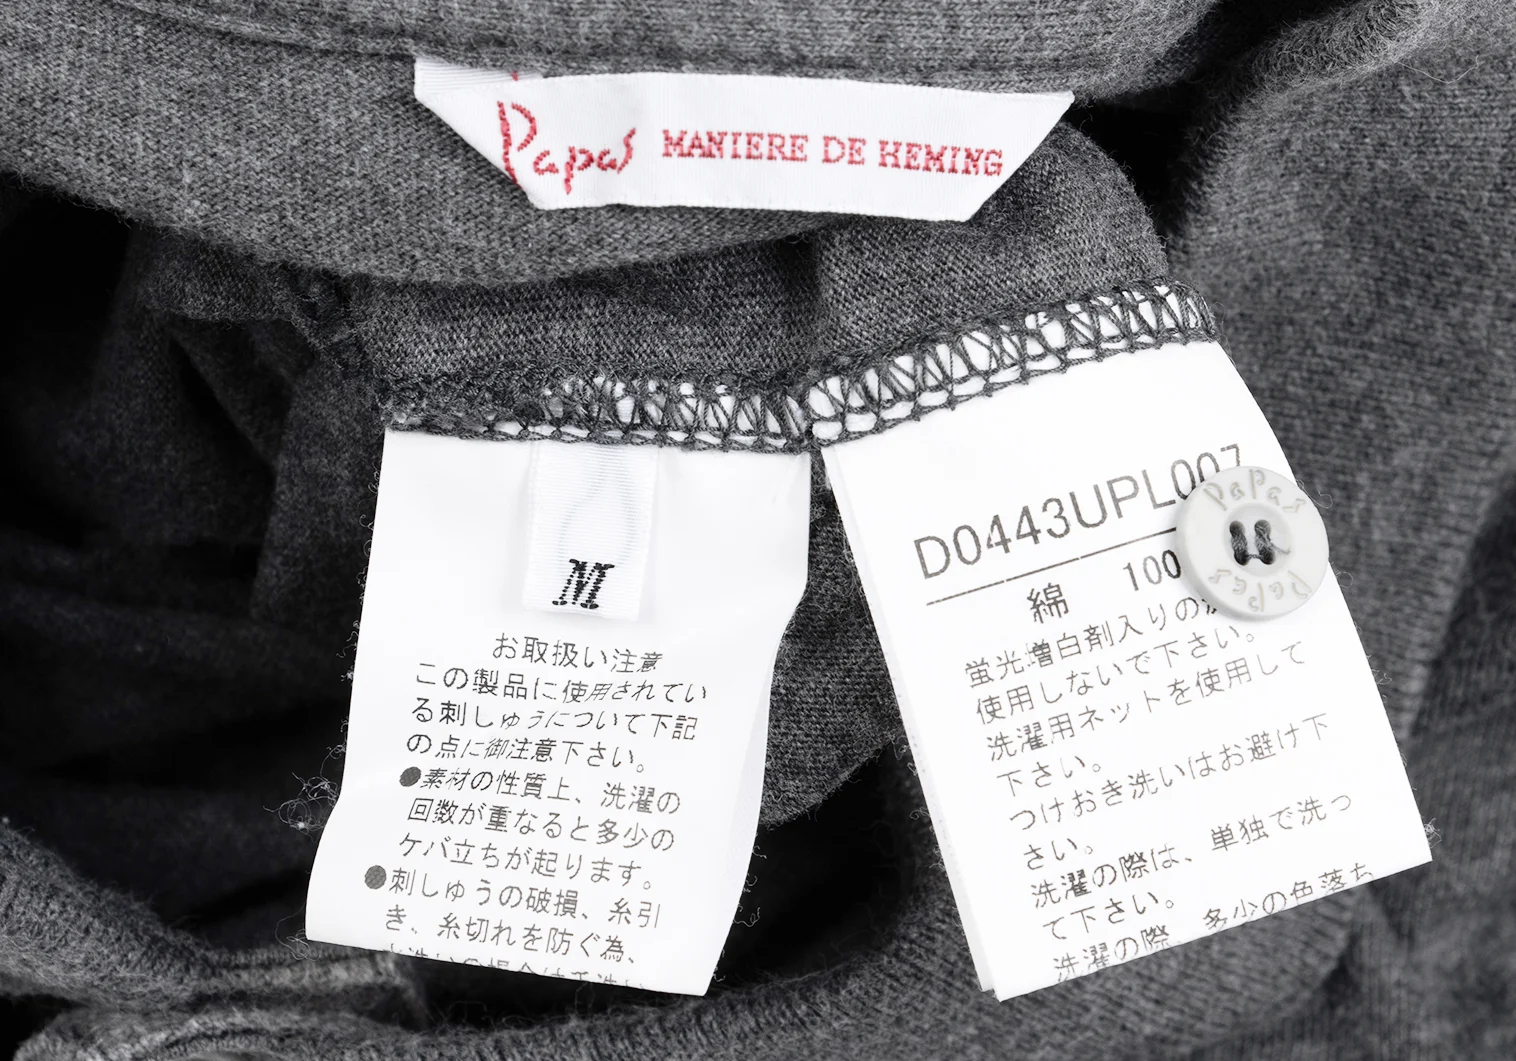 Papas MANIERE DE HEMING
M
お取扱い注意
この製品に使用されてい
る刺しゅうについて下記
の点に御注意下さい。
●素材の性質上、洗濯の
回数が重なると多少の
ケバ立ちが起ります。
●刺しゅうの破損、糸引
き、糸切れを防ぐ為、
D0443UPL007
綿 100
蛍光増白剤入りの
使用しないで下さい。
洗濯用ネットを使用して
下さい。
つけおき洗いはお避け下
さい。
洗濯の際は、単独で洗っ
て下さい。
洗濯の際、多少の色落ち
Papas
Papas